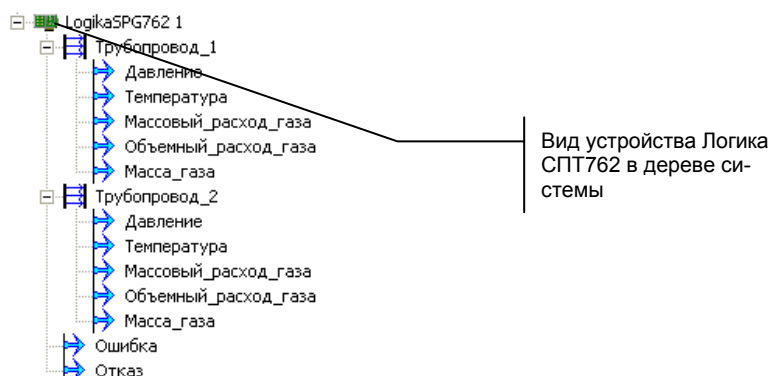 LogikaSPG762 1
Трубопровод_1
Давление
Температура
Массовый_расход_газа
Объемный_расход_газа
Масса_газа
Трубопровод_2
Давление
Температура
Массовый_расход_газа
Объемный_расход_газа
Масса_газа
Ошибка
Отказ
Вид устройства Логика
СПТ762 в дереве си-
стемы